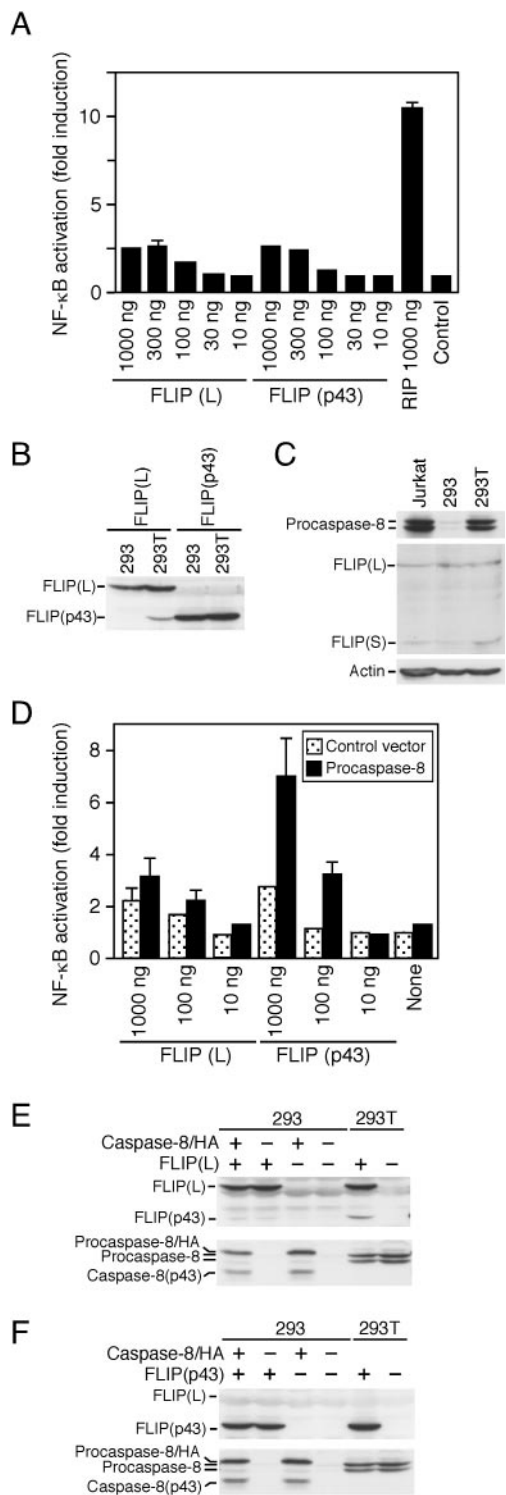 A
NF-κB activation (fold induction)
10
5
2.5
0
1000 ng
300 ng
100 ng
30 ng
10 ng
1000 ng
300 ng
100 ng
30 ng
10 ng
RIP 1000 ng
Control
FLIP (L)
FLIP (p43)
B
FLIP(L)
FLIP(p43)
293
293T
293
293T
FLIP(L)
FLIP(p43)
C
Jurkat
293
293T
Procaspase-8
FLIP(L)
FLIP(S)
Actin
D
NF-κB activation (fold induction)
8
6
4
2
0
Control vector
Procaspase-8
1000 ng
100 ng
10 ng
1000 ng
100 ng
10 ng
None
FLIP (L)
FLIP (p43)
E
293 293T
Caspase-8/HA + − + −
FLIP(L) + + − − + −
FLIP(L)
FLIP(p43)
Procaspase-8/HA
Procaspase-8
Caspase-8(p43)
F
293 293T
Caspase-8/HA + − + −
FLIP(p43) + + − − + −
FLIP(L)
FLIP(p43)
Procaspase-8/HA
Procaspase-8
Caspase-8(p43)